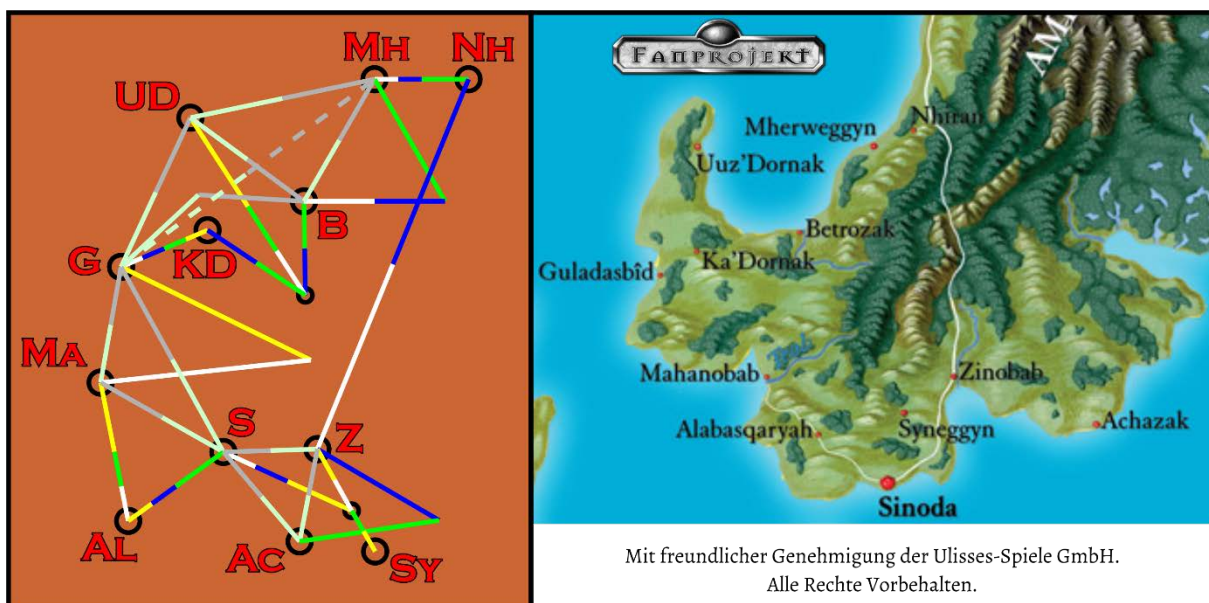 MH
NH
UD
B
G
KD
MA
S
Z
AL
AC
SY
FANPROJEKT
AM
Nhiran
Mherweggyn
Uuz'Dornak
Betrozak
Ka'Dornak
Guladasbîd
Mahanobab
Zinobab
Alabasqaryah
Syneggyn
Achazak
Sinoda
Mit freundlicher Genehmigung der Ulisses-Spiele GmbH.
Alle Rechte Vorbehalten.